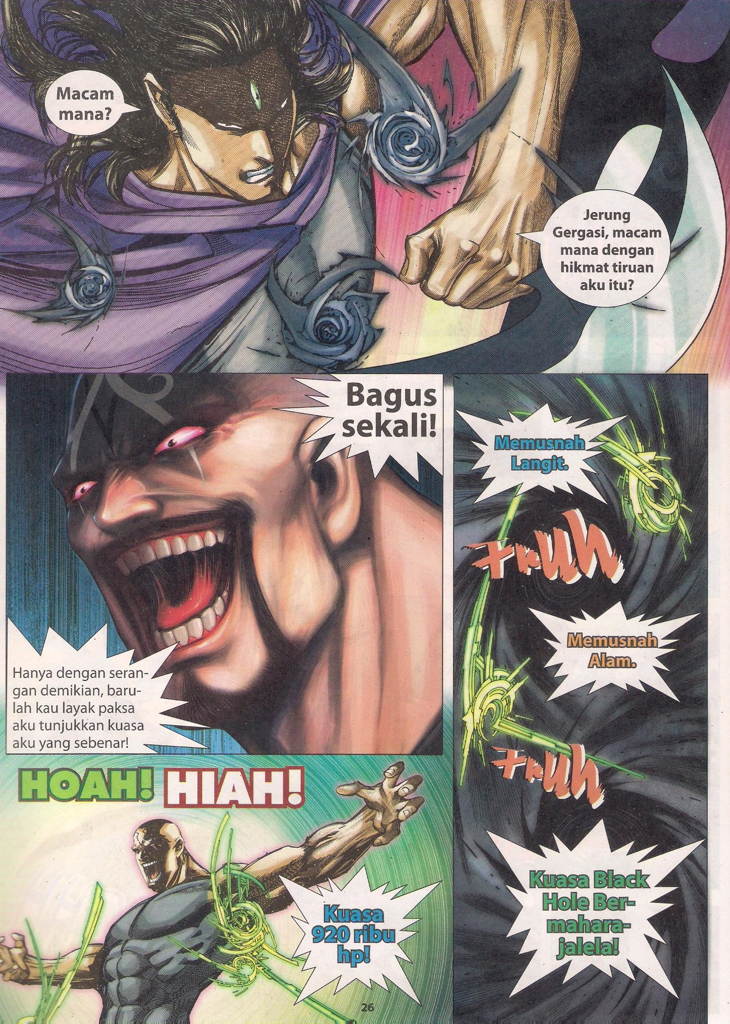 Macam
mana?
Jerung
Gergasi, macam
mana dengan
hikmat tiruan
aku itu?
Bagus
sekali!
Hanya dengan seran-
gan demikian, baru-
lah kau layak paksa
aku tunjukkan kuasa
aku yang sebenar!
Memusnah
Langit.
Memusnah
Alam.
Kuasa Black
Hole Ber-
mahara-
jalela!
HOAH! HIAH!
Kuasa
920 ribu
hp!
26